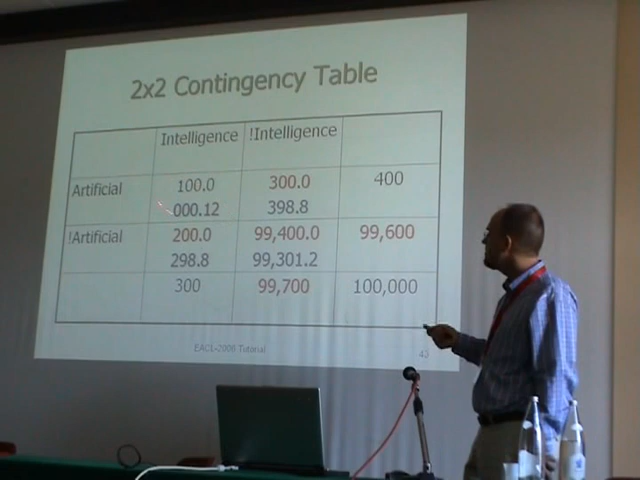 2x2 Contingency Table
Intelligence !Intelligence
Artificial 100.0 300.0 400
000.12 398.8
!Artificial 200.0 99,400.0 99,600
298.8 99,301.2
300 99,700 100,000
EACL-2006 Tutorial 43